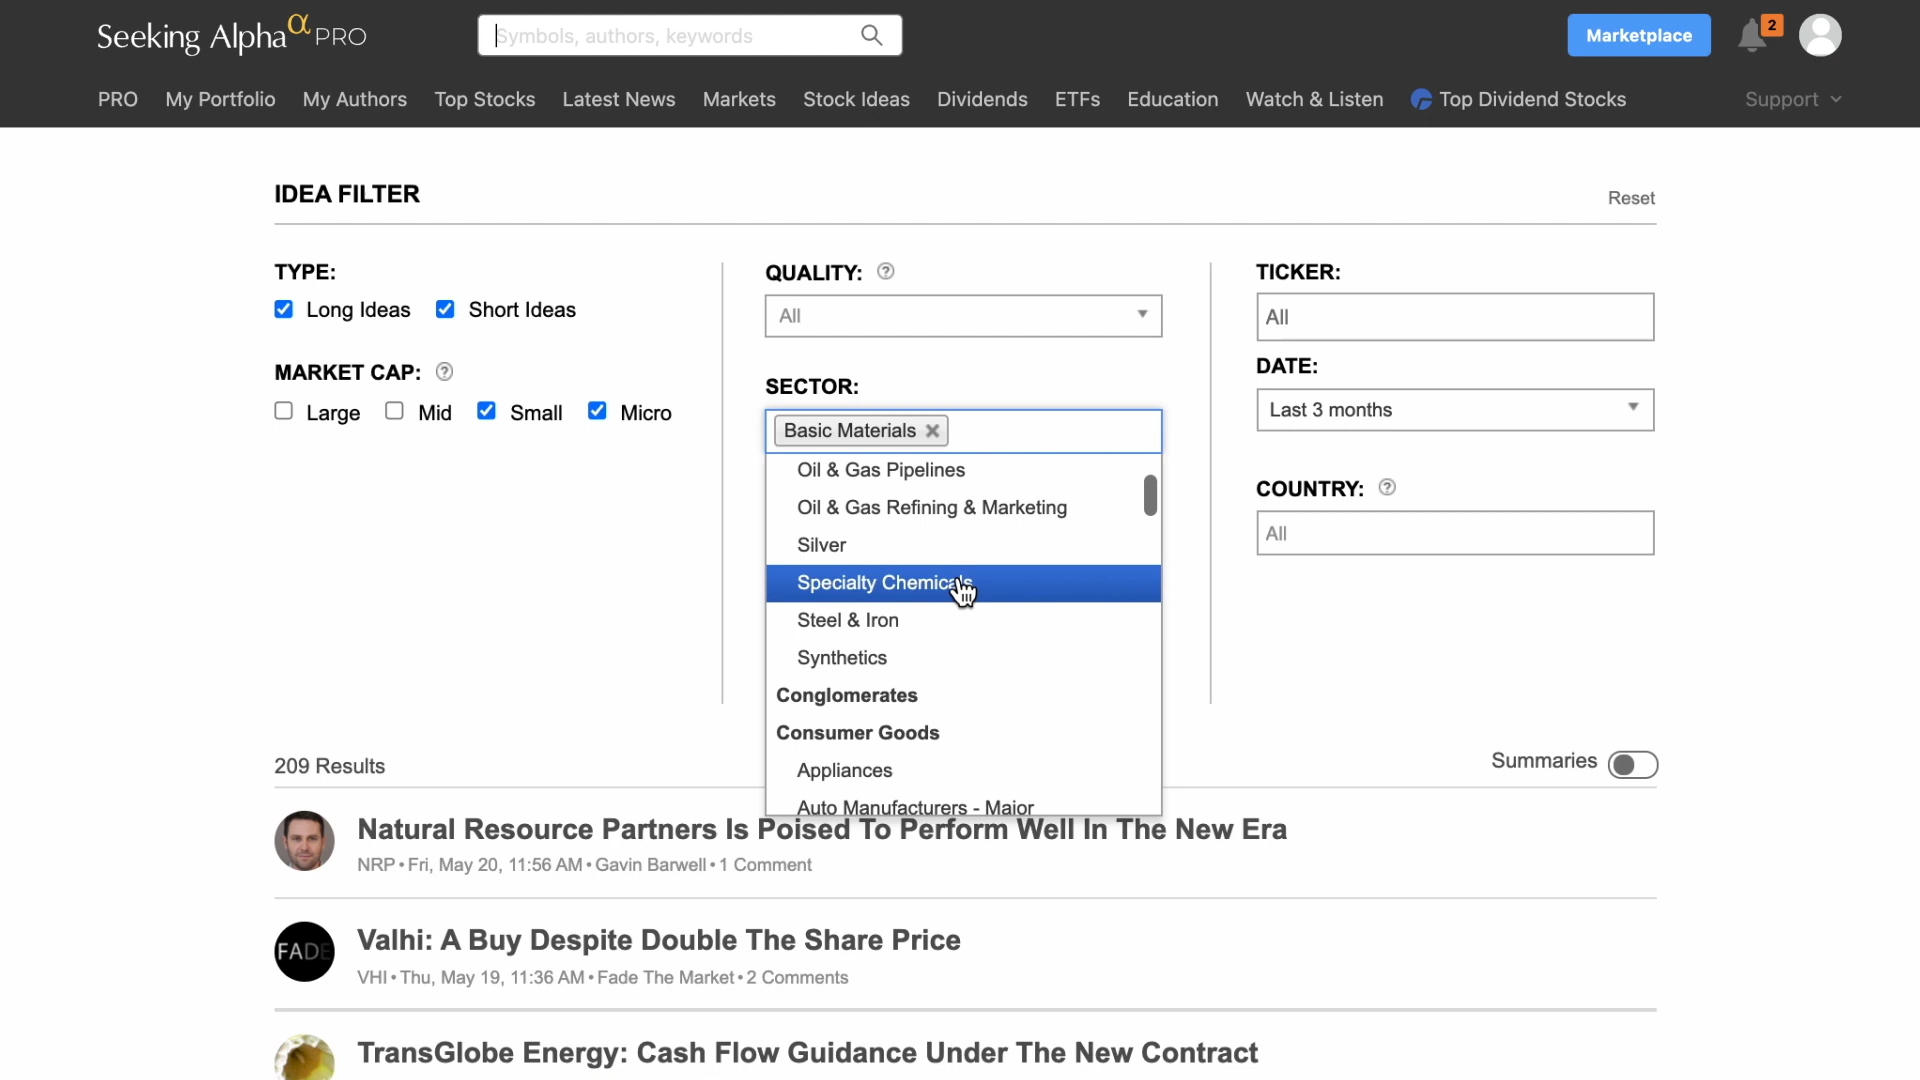 Seeking Alpha α PRO
Symbols, authors, keywords
Marketplace
2
PRO My Portfolio My Authors Top Stocks Latest News Markets Stock Ideas Dividends ETFs Education Watch & Listen Top Dividend Stocks Support
IDEA FILTER
Reset
TYPE:
Long Ideas Short Ideas
MARKET CAP: ?
Large Mid Small Micro
QUALITY: ?
All
SECTOR:
Basic Materials ×
Oil & Gas Pipelines
Oil & Gas Refining & Marketing
Silver
Specialty Chemicals
Steel & Iron
Synthetics
Conglomerates
Consumer Goods
Appliances
Auto Manufacturers - Major
TICKER:
All
DATE:
Last 3 months
COUNTRY: ?
All
209 Results
Summaries
Natural Resource Partners Is Poised To Perform Well In The New Era
NRP • Fri, May 20, 11:56 AM • Gavin Barwell • 1 Comment
FADE
Valhi: A Buy Despite Double The Share Price
VHI • Thu, May 19, 11:36 AM • Fade The Market • 2 Comments
TransGlobe Energy: Cash Flow Guidance Under The New Contract